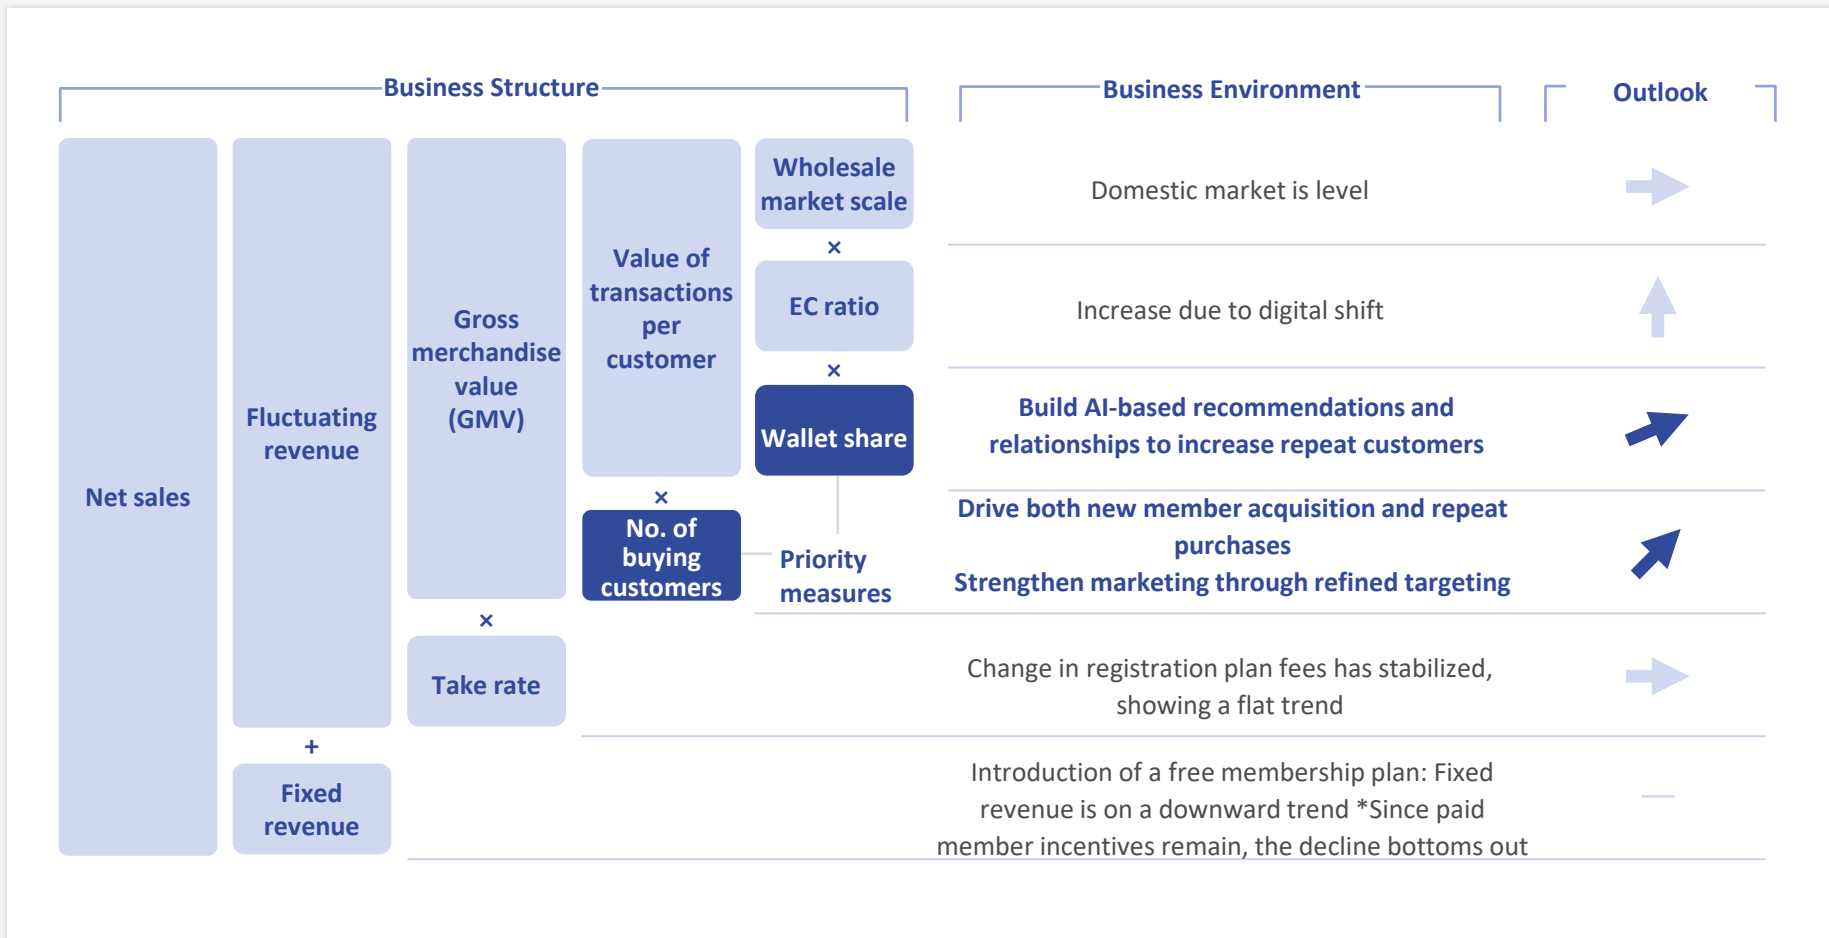 Business Structure
Business Environment
Outlook
Net sales
Fluctuating
revenue
+
Fixed
revenue
Gross
merchandise
value
(GMV)
×
Take rate
Value of
transactions
per
customer
×
No. of
buying
customers
Wholesale
market scale
×
EC ratio
×
Wallet share
Priority
measures
Domestic market is level
Increase due to digital shift
Build AI-based recommendations and
relationships to increase repeat customers
Drive both new member acquisition and repeat
purchases
Strengthen marketing through refined targeting
Change in registration plan fees has stabilized,
showing a flat trend
Introduction of a free membership plan: Fixed
revenue is on a downward trend *Since paid
member incentives remain, the decline bottoms out